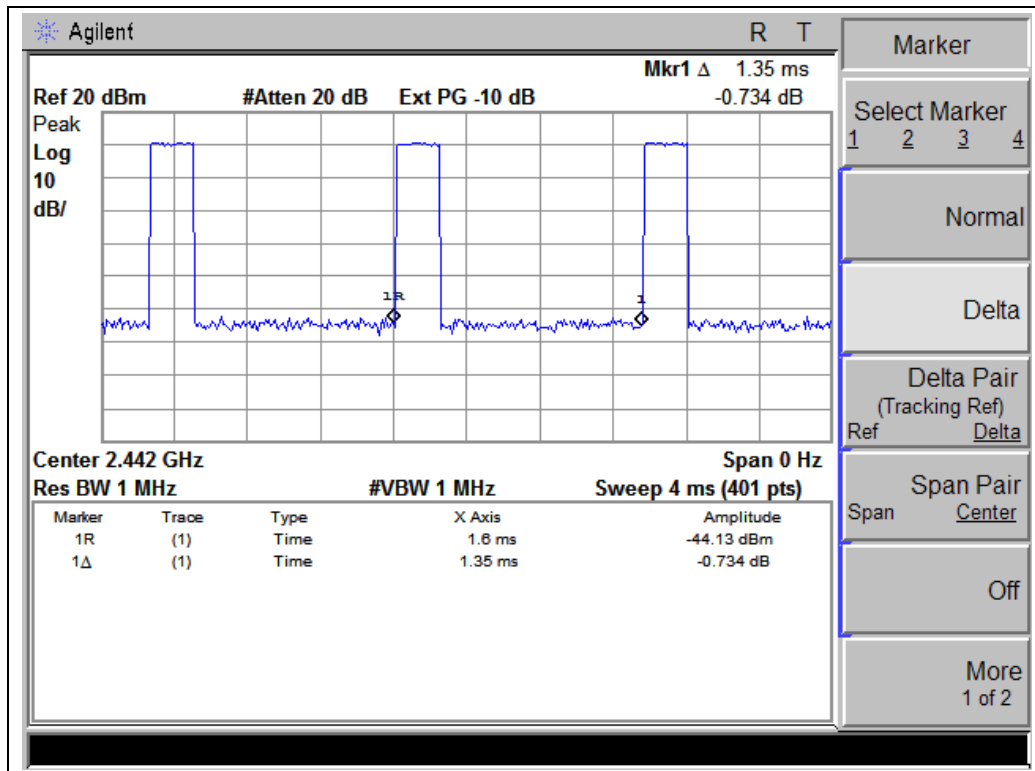 Agilent
R T
Mkr1 Δ 1.35 ms
Ref 20 dBm #Atten 20 dB Ext PG -10 dB -0.734 dB
Peak
Log
10
dB/
1R
1
Center 2.442 GHz Span 0 Hz
Res BW 1 MHz #VBW 1 MHz Sweep 4 ms (401 pts)
Marker Trace Type X Axis Amplitude
1R (1) Time 1.6 ms -44.13 dBm
1Δ (1) Time 1.35 ms -0.734 dB
Marker
Select Marker
1 2 3 4
Normal
Delta
Delta Pair
(Tracking Ref)
Ref Delta
Span Pair
Span Center
Off
More
1 of 2